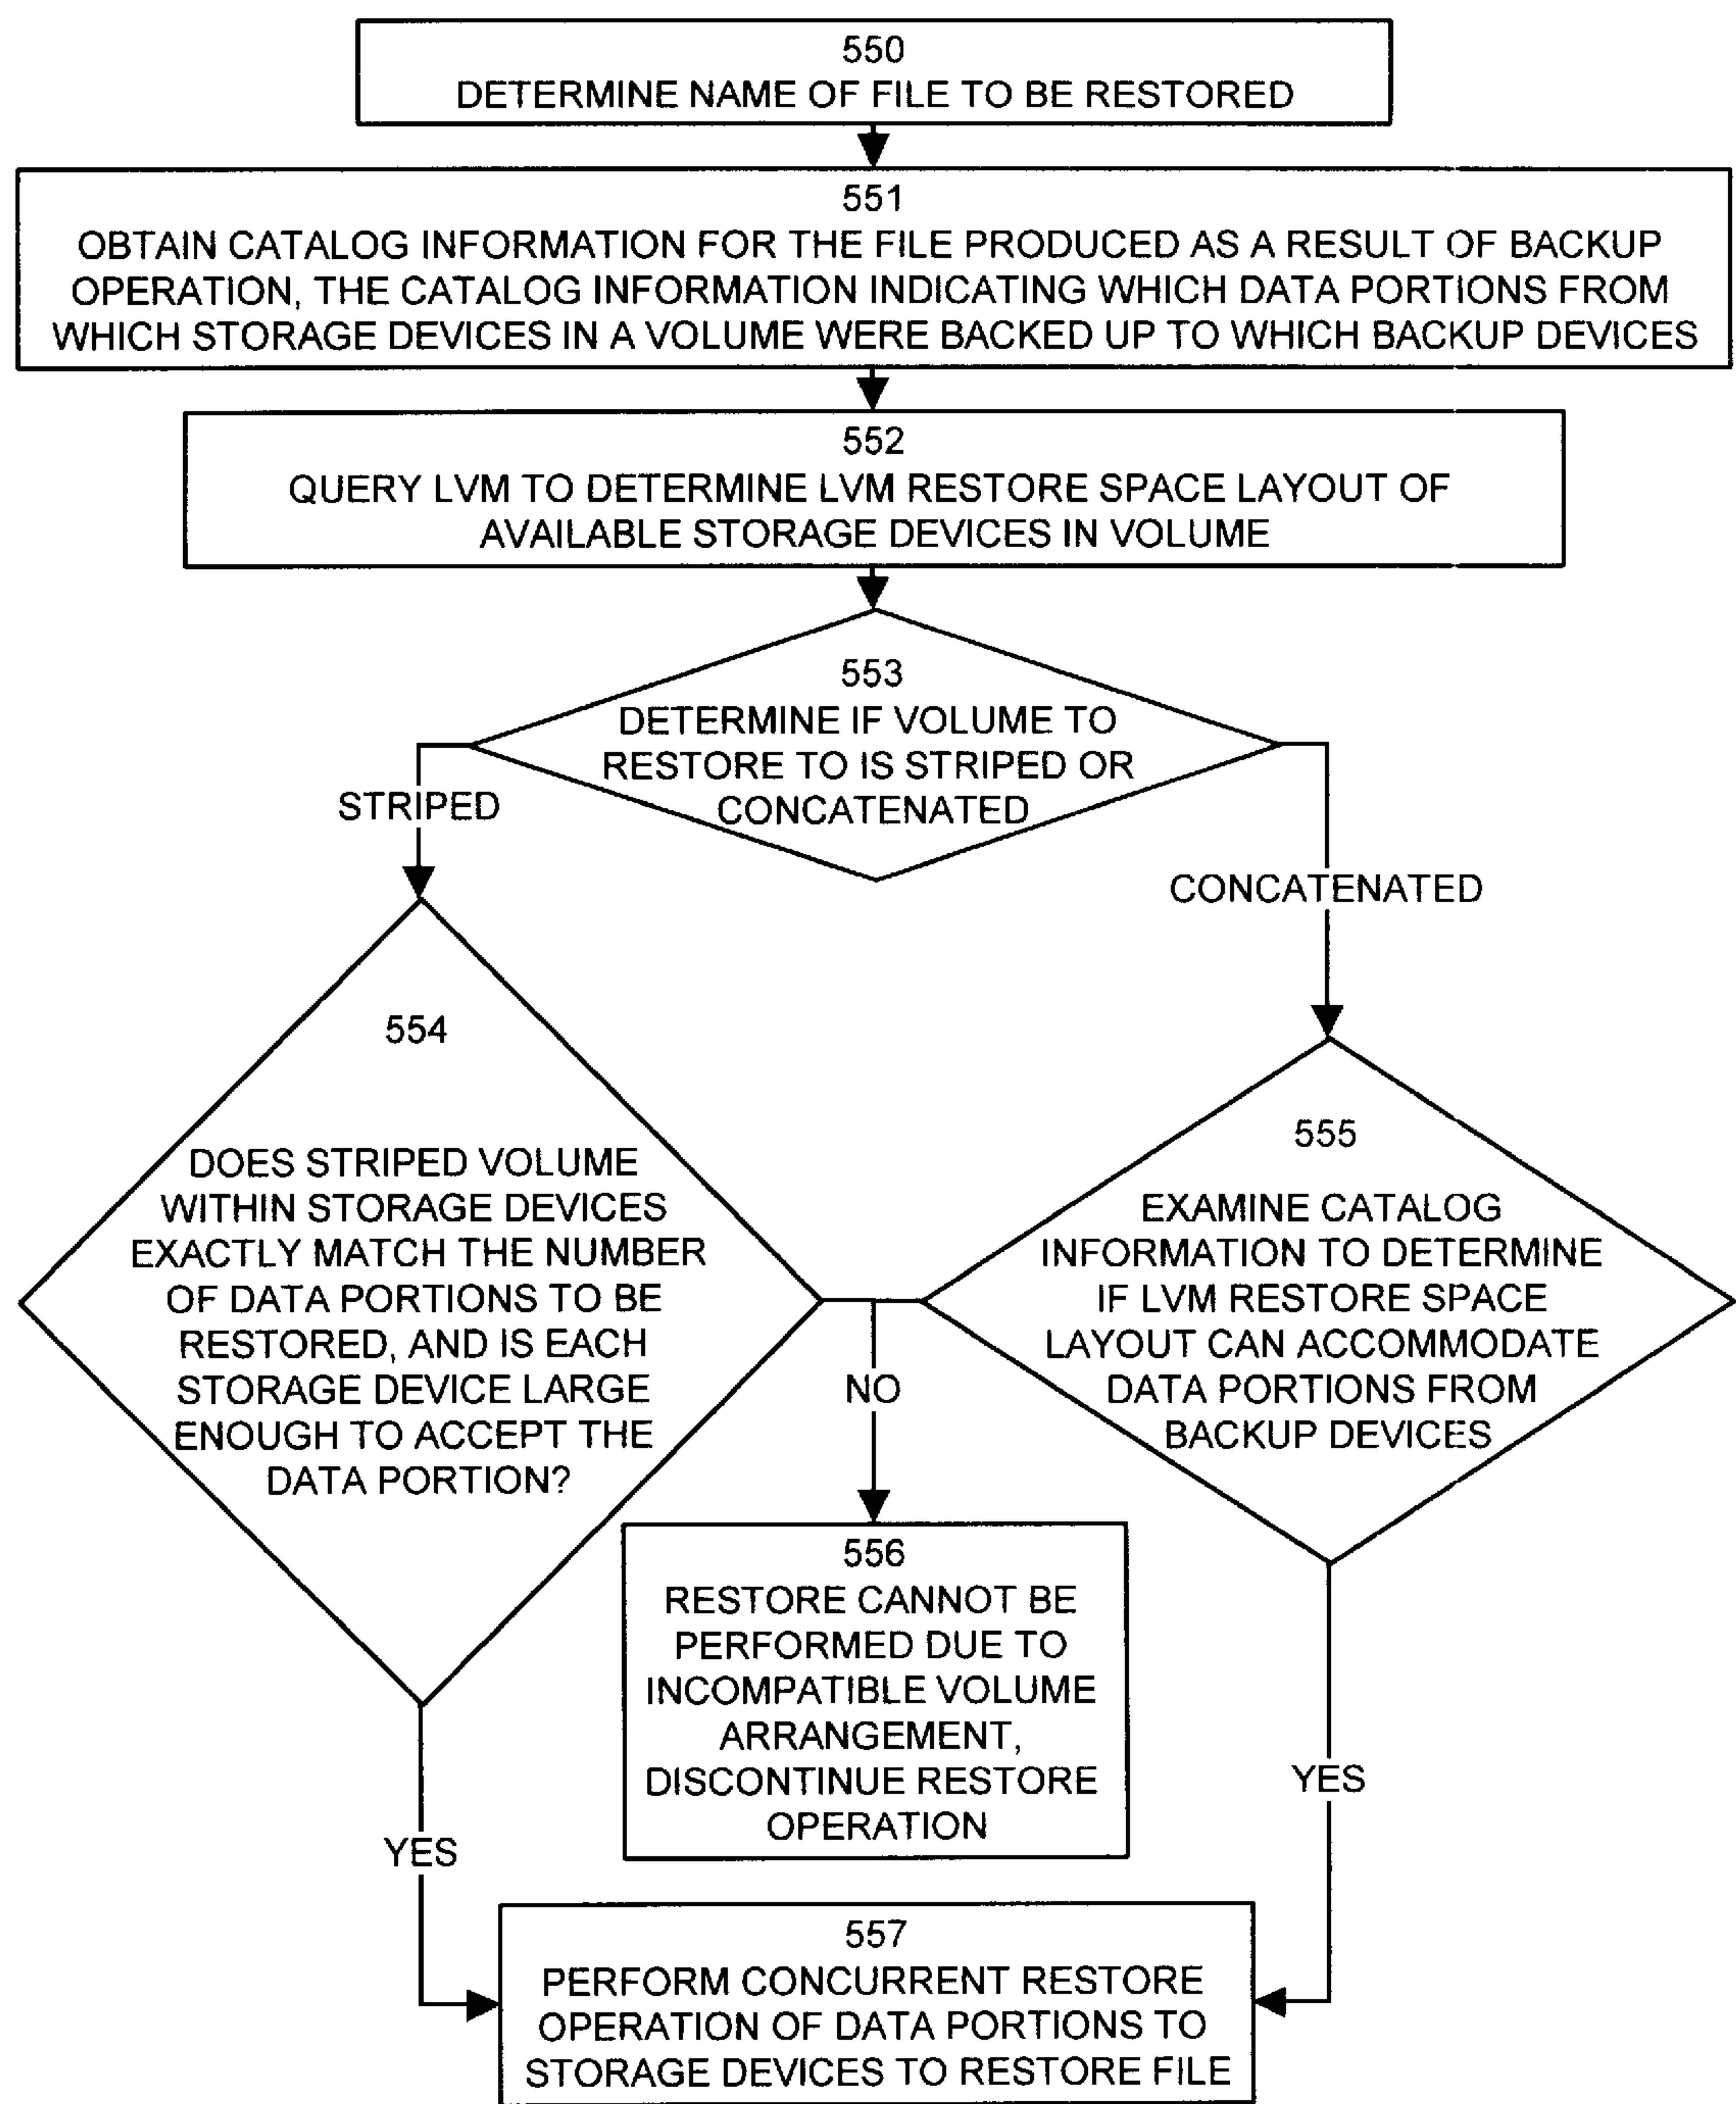 550
DETERMINE NAME OF FILE TO BE RESTORED
551
OBTAIN CATALOG INFORMATION FOR THE FILE PRODUCED AS A RESULT OF BACKUP
OPERATION, THE CATALOG INFORMATION INDICATING WHICH DATA PORTIONS FROM
WHICH STORAGE DEVICES IN A VOLUME WERE BACKED UP TO WHICH BACKUP DEVICES
552
QUERY LVM TO DETERMINE LVM RESTORE SPACE LAYOUT OF
AVAILABLE STORAGE DEVICES IN VOLUME
553
DETERMINE IF VOLUME TO
RESTORE TO IS STRIPED OR
CONCATENATED
STRIPED
CONCATENATED
554
DOES STRIPED VOLUME
WITHIN STORAGE DEVICES
EXACTLY MATCH THE NUMBER
OF DATA PORTIONS TO BE
RESTORED, AND IS EACH
STORAGE DEVICE LARGE
ENOUGH TO ACCEPT THE
DATA PORTION?
555
EXAMINE CATALOG
INFORMATION TO DETERMINE
IF LVM RESTORE SPACE
LAYOUT CAN ACCOMMODATE
DATA PORTIONS FROM
BACKUP DEVICES
NO
556
RESTORE CANNOT BE
PERFORMED DUE TO
INCOMPATIBLE VOLUME
ARRANGEMENT,
DISCONTINUE RESTORE
OPERATION
YES
YES
557
PERFORM CONCURRENT RESTORE
OPERATION OF DATA PORTIONS TO
STORAGE DEVICES TO RESTORE FILE